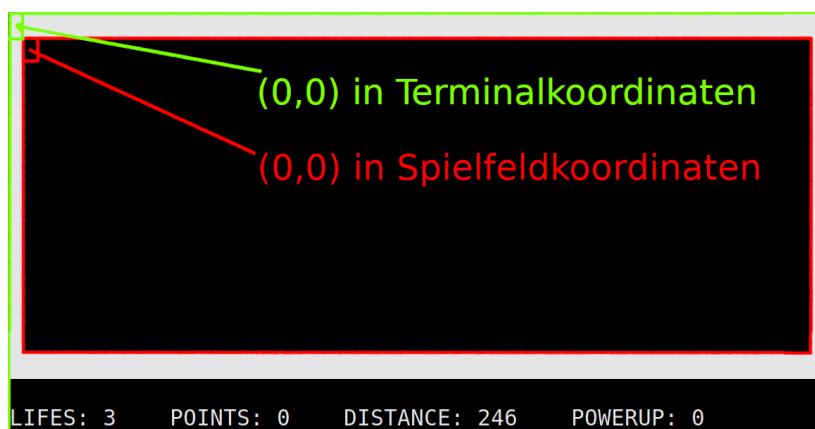 (0,0) in Terminalkoordinaten
(0,0) in Spielfeldkoordinaten
LIFES: 3 POINTS: 0 DISTANCE: 246 POWERUP: 0